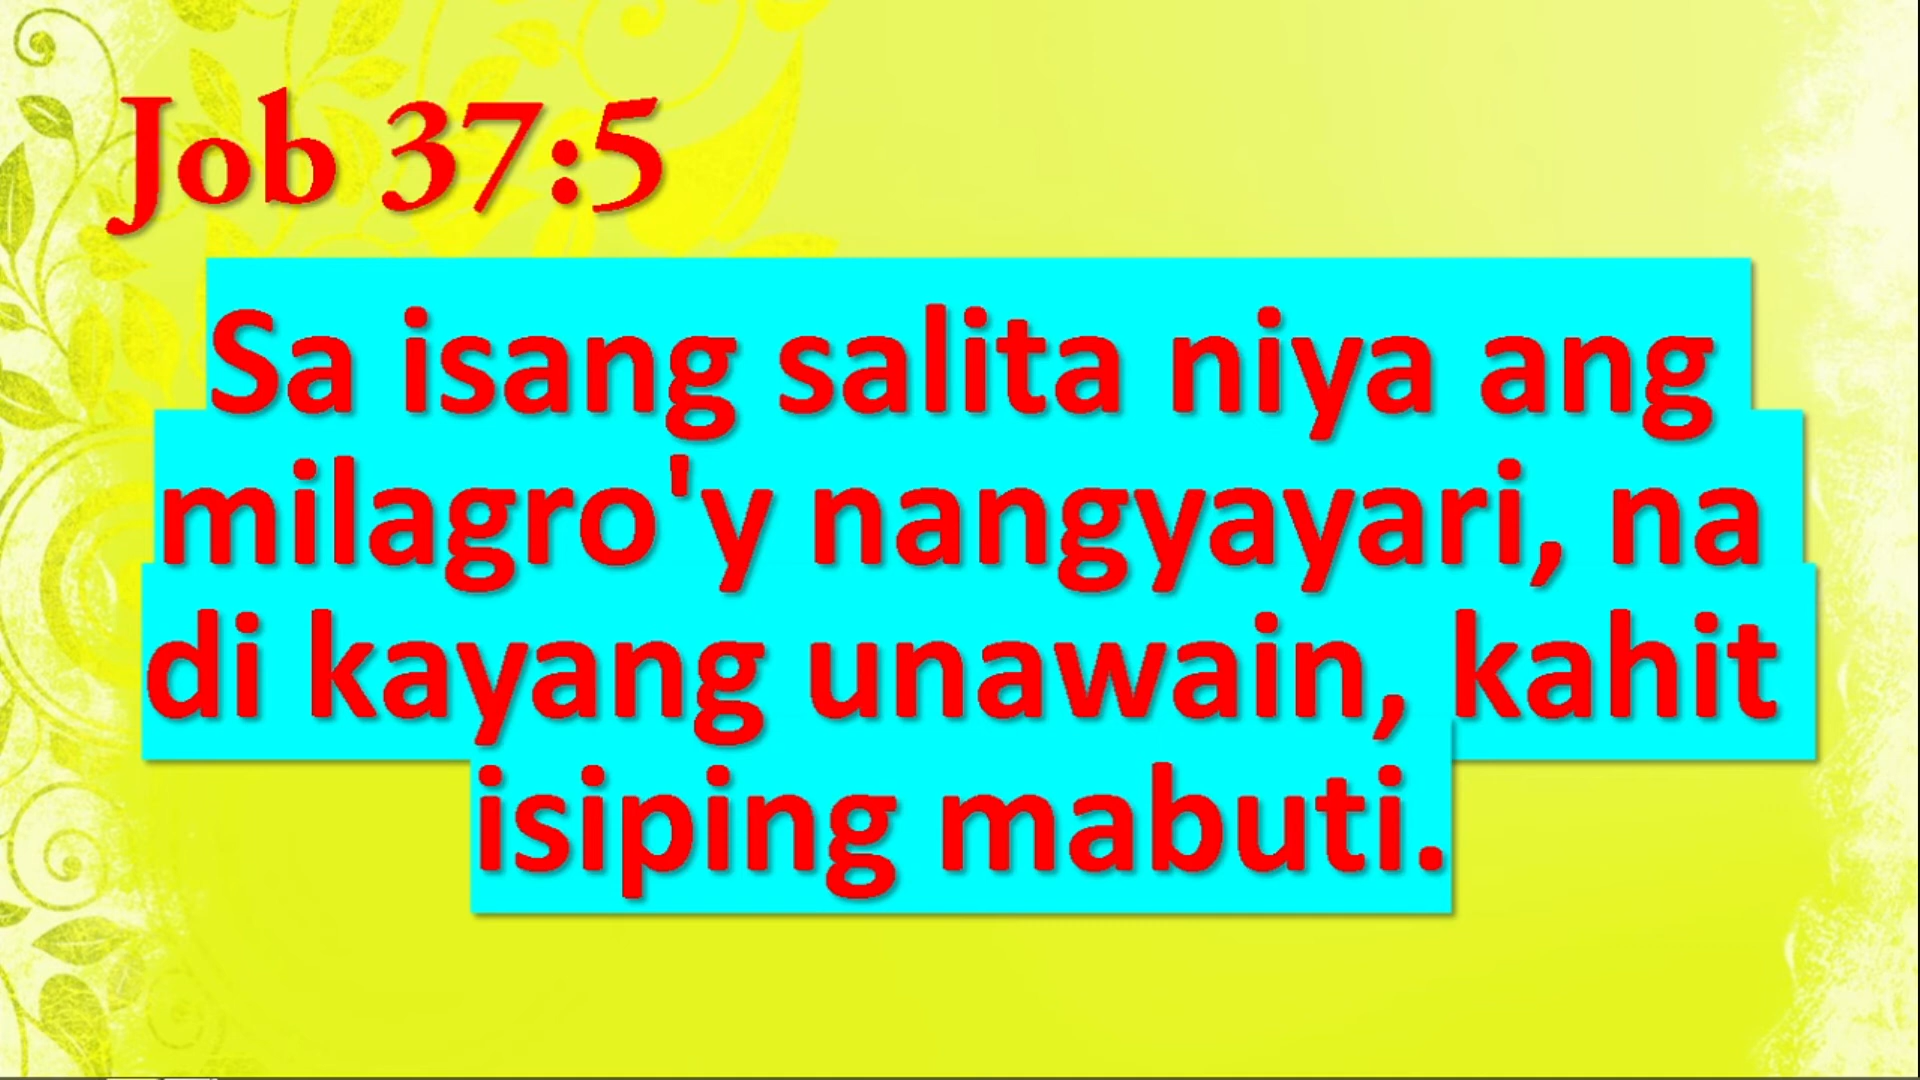 Job 37:5
Sa isang salita niya ang
milagro'y nangyayari, na
di kayang unawain, kahit
isiping mabuti.